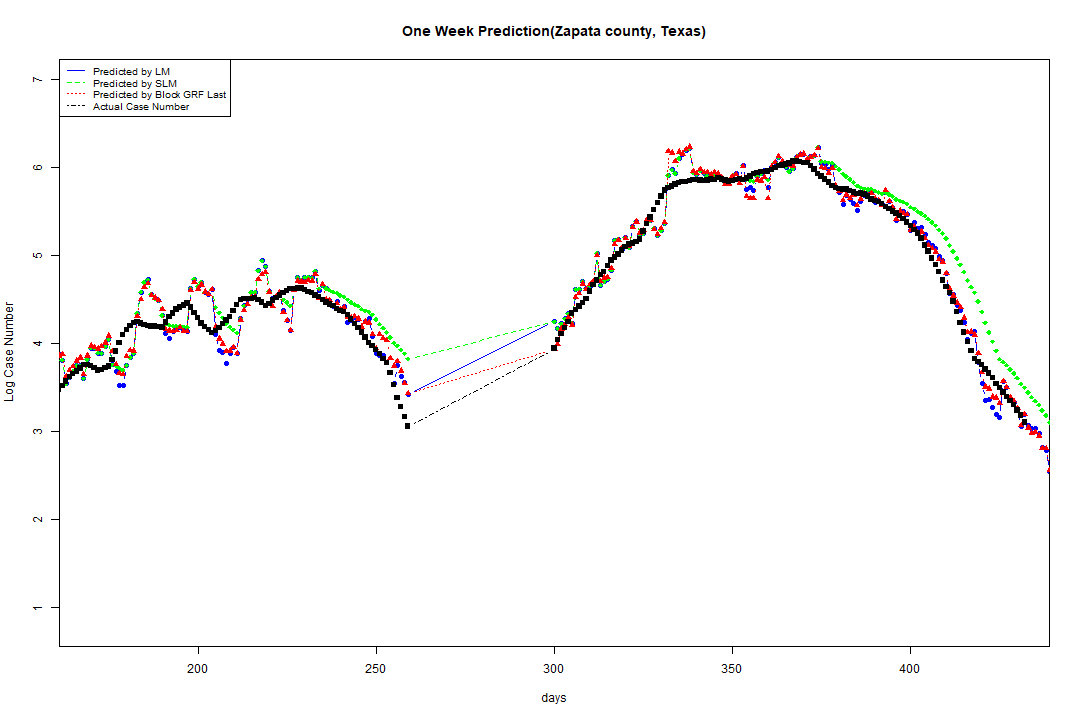 One Week Prediction(Zapata county, Texas)
Predicted by LM
Predicted by SLM
Predicted by Block GRF Last
Actual Case Number
Log Case Number
7
6
5
4
3
2
1
200 250 300 350 400
days